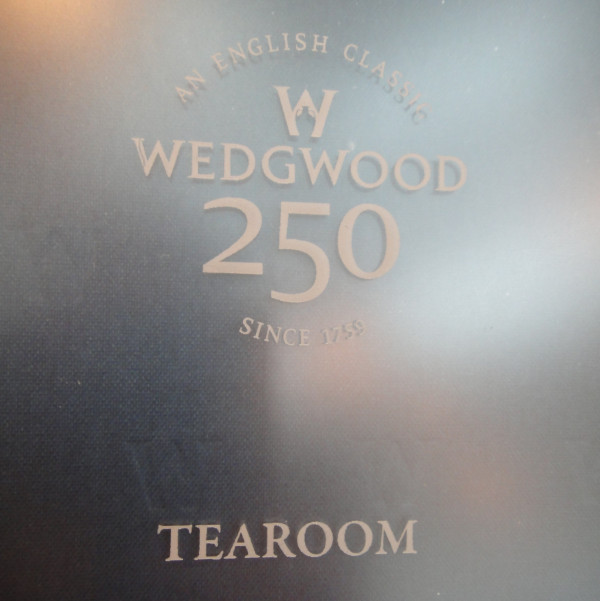 AN ENGLISH CLASSIC
W
WEDGWOOD
250
SINCE 1759
TEAROOM